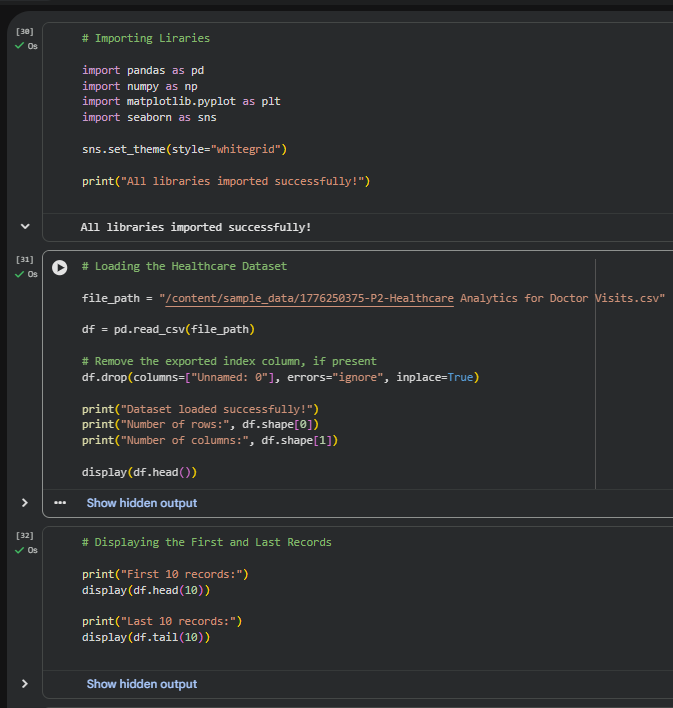 [30]
0s
# Importing Liraries
import pandas as pd
import numpy as np
import matplotlib.pyplot as plt
import seaborn as sns
sns.set_theme(style="whitegrid")
print("All libraries imported successfully!")
All libraries imported successfully!
[31]
0s
# Loading the Healthcare Dataset
file_path = "/content/sample_data/1776250375-P2-Healthcare Analytics for Doctor Visits.csv"
df = pd.read_csv(file_path)
# Remove the exported index column, if present
df.drop(columns=["Unnamed: 0"], errors="ignore", inplace=True)
print("Dataset loaded successfully!")
print("Number of rows:", df.shape[0])
print("Number of columns:", df.shape[1])
display(df.head())
Show hidden output
[32]
0s
# Displaying the First and Last Records
print("First 10 records:")
display(df.head(10))
print("Last 10 records:")
display(df.tail(10))
Show hidden output